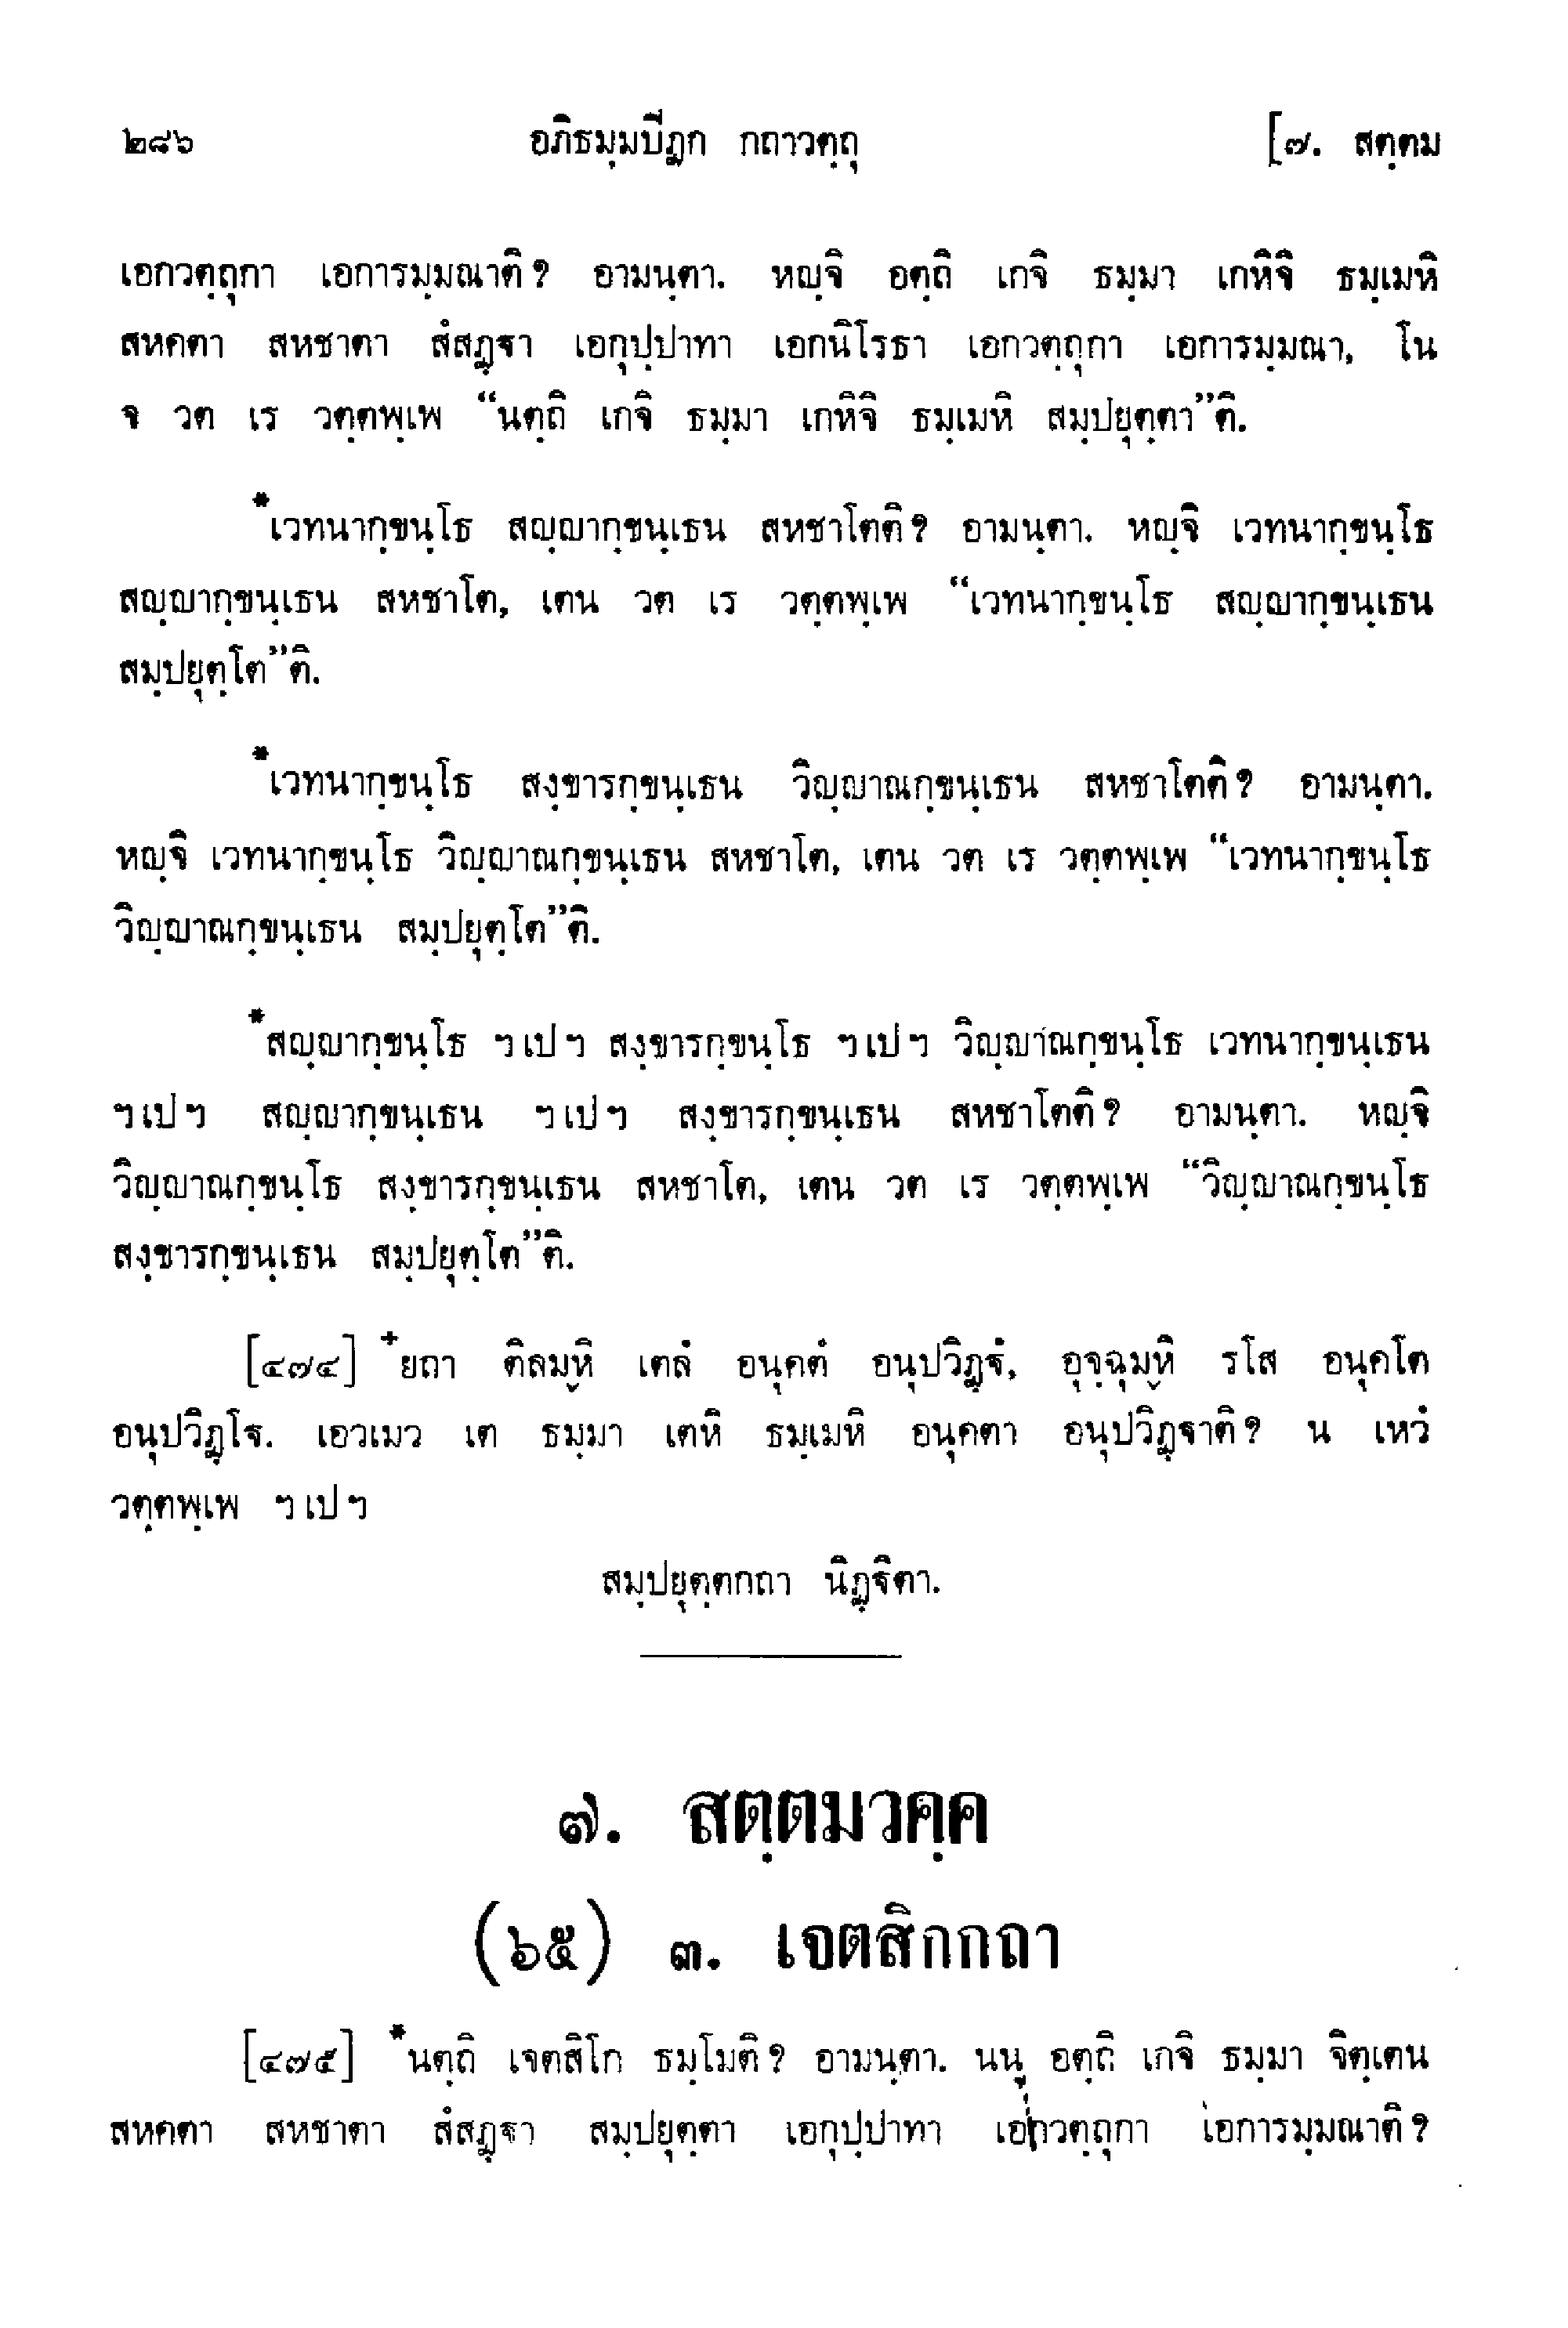 ๒๘๖ อภิธมฺมปิฏก กถาวตฺถุ [๗. สตฺตม
เอกวตฺถุกา เอการมฺมณาติ? อามนฺตา. หญฺจิ อตฺถิ เกจิ ธมฺมา เกหิจิ ธมฺเมหิ
สหคตา สหชาตา สํสฏฺฐา เอกุปฺปาทา เอกนิโรธา เอกวตฺถุกา เอการมฺมณา, โน
จ วต เร วตฺตพฺเพ “นตฺถิ เกจิ ธมฺมา เกหิจิ ธมฺเมหิ สมฺปยุตฺตา”ติ.
*เวทนากฺขนฺโธ สญฺญากฺขนฺเธน สหชาโตติ? อามนฺตา. หญฺจิ เวทนากฺขนฺโธ
สญฺญากฺขนฺเธน สหชาโต, เตน วต เร วตฺตพฺเพ “เวทนากฺขนฺโธ สญฺญากฺขนฺเธน
สมฺปยุตฺโต”ติ.
*เวทนากฺขนฺโธ สงฺขารกฺขนฺเธน วิญฺญาณกฺขนฺเธน สหชาโตติ? อามนฺตา.
หญฺจิ เวทนากฺขนฺโธ วิญฺญาณกฺขนฺเธน สหชาโต, เตน วต เร วตฺตพฺเพ “เวทนากฺขนฺโธ
วิญฺญาณกฺขนฺเธน สมฺปยุตฺโต”ติ.
*สญฺญากฺขนฺโธ ฯเปฯ สงฺขารกฺขนฺโธ ฯเปฯ วิญฺญาณกฺขนฺโธ เวทนากฺขนฺเธน
ฯเปฯ สญฺญากฺขนฺเธน ฯเปฯ สงฺขารกฺขนฺเธน สหชาโตติ? อามนฺตา. หญฺจิ
วิญฺญาณกฺขนฺโธ สงฺขารกฺขนฺเธน สหชาโต, เตน วต เร วตฺตพฺเพ “วิญฺญาณกฺขนฺโธ
สงฺขารกฺขนฺเธน สมฺปยุตฺโต”ติ.
[๔๗๔] +ยถา ติลมฺหิ เตลํ อนุคตํ อนุปวิฏฺฐํ, อุจฺฉุมฺหิ รโส อนุคโต
อนุปวิฏฺโฐ. เอวเมว เต ธมฺมา เตหิ ธมฺเมหิ อนุคตา อนุปวิฏฺฐาติ? น เหวํ
วตฺตพฺเพ ฯเปฯ
สมฺปยุตฺตกถา นิฏฺฐิตา.
๗. สตฺตมวคฺค
(๖๕) ๓. เจตสิกกถา
[๔๗๕] *นตฺถิ เจตสิโก ธมฺโมติ? อามนฺตา. นนุ อตฺถิ เกจิ ธมฺมา จิตฺเตน
สหคตา สหชาตา สํสฏฺฐา สมฺปยุตฺตา เอกุปฺปาทา เอกวตฺถุกา เอการมฺมณาติ?